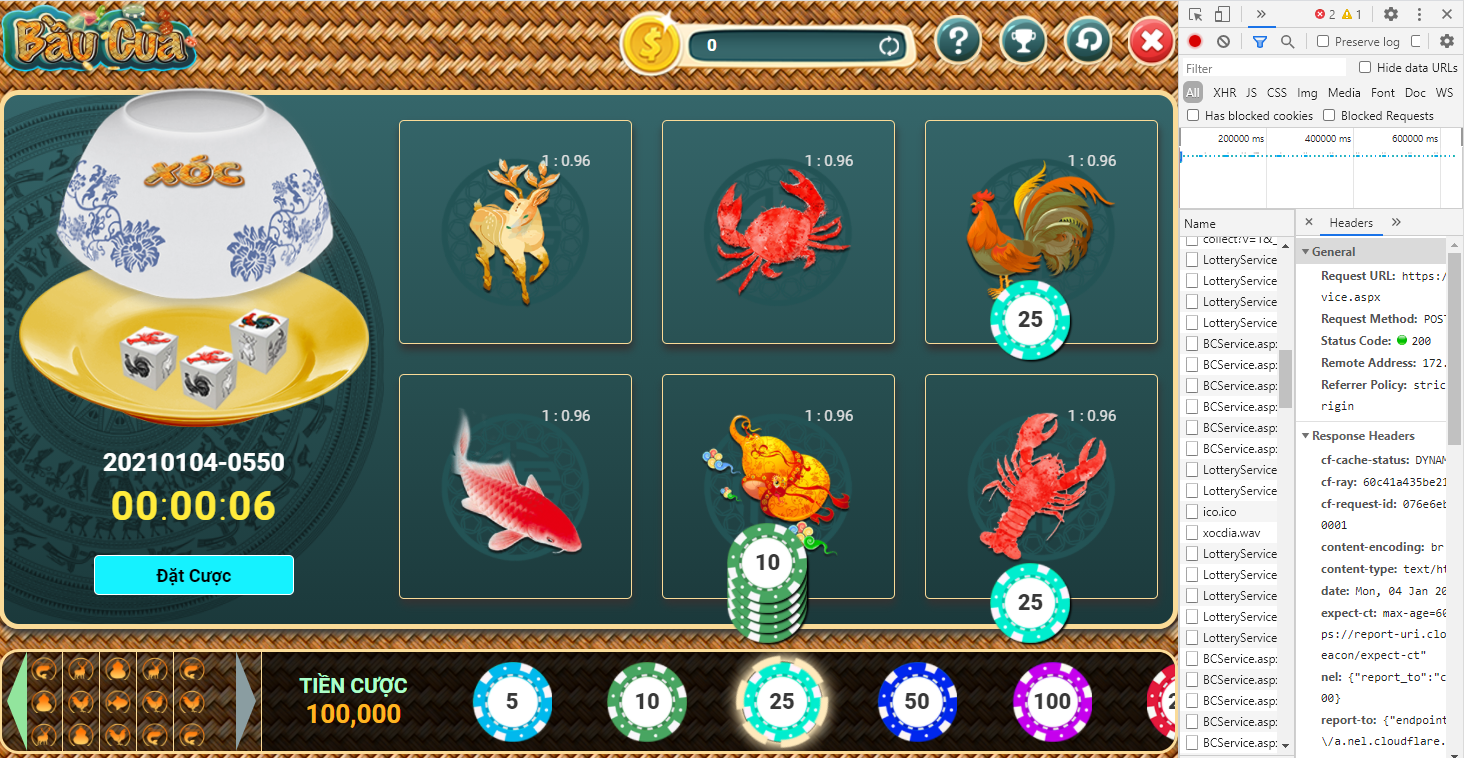 Bầu Cua
$
0
?
XÓC
20210104-0550
00:00:06
Đặt Cược
1 : 0.96
1 : 0.96
1 : 0.96
25
1 : 0.96
1 : 0.96
1 : 0.96
10
25
TIỀN CƯỢC
100,000
5
10
25
50
100
2
2
1
Preserve log
Filter
Hide data URLs
All XHR JS CSS Img Media Font Doc WS
Has blocked cookies
Blocked Requests
200000 ms
400000 ms
600000 ms
Name
collect?v=1&_
LotteryService
LotteryService
LotteryService
LotteryService
BCService.asp
BCService.asp
BCService.asp
BCService.asp
BCService.asp
LotteryService
LotteryService
ico.ico
xocdia.wav
LotteryService
LotteryService
LotteryService
LotteryService
LotteryService
BCService.asp
BCService.asp
BCService.asp
BCService.asp
BCService.asp
Headers
General
Request URL: https:/
vice.aspx
Request Method: POST
Status Code: 200
Remote Address: 172.
Referrer Policy: stric
rigin
Response Headers
cf-cache-status: DYNAM
cf-ray: 60c41a435be21
cf-request-id: 076e6eb
0001
content-encoding: br
content-type: text/ht
date: Mon, 04 Jan 20
expect-ct: max-age=60
ps://report-uri.clo
eacon/expect-ct"
nel: {"report_to":"c
00}
report-to: {"endpoint
\/a.nel.cloudflare.